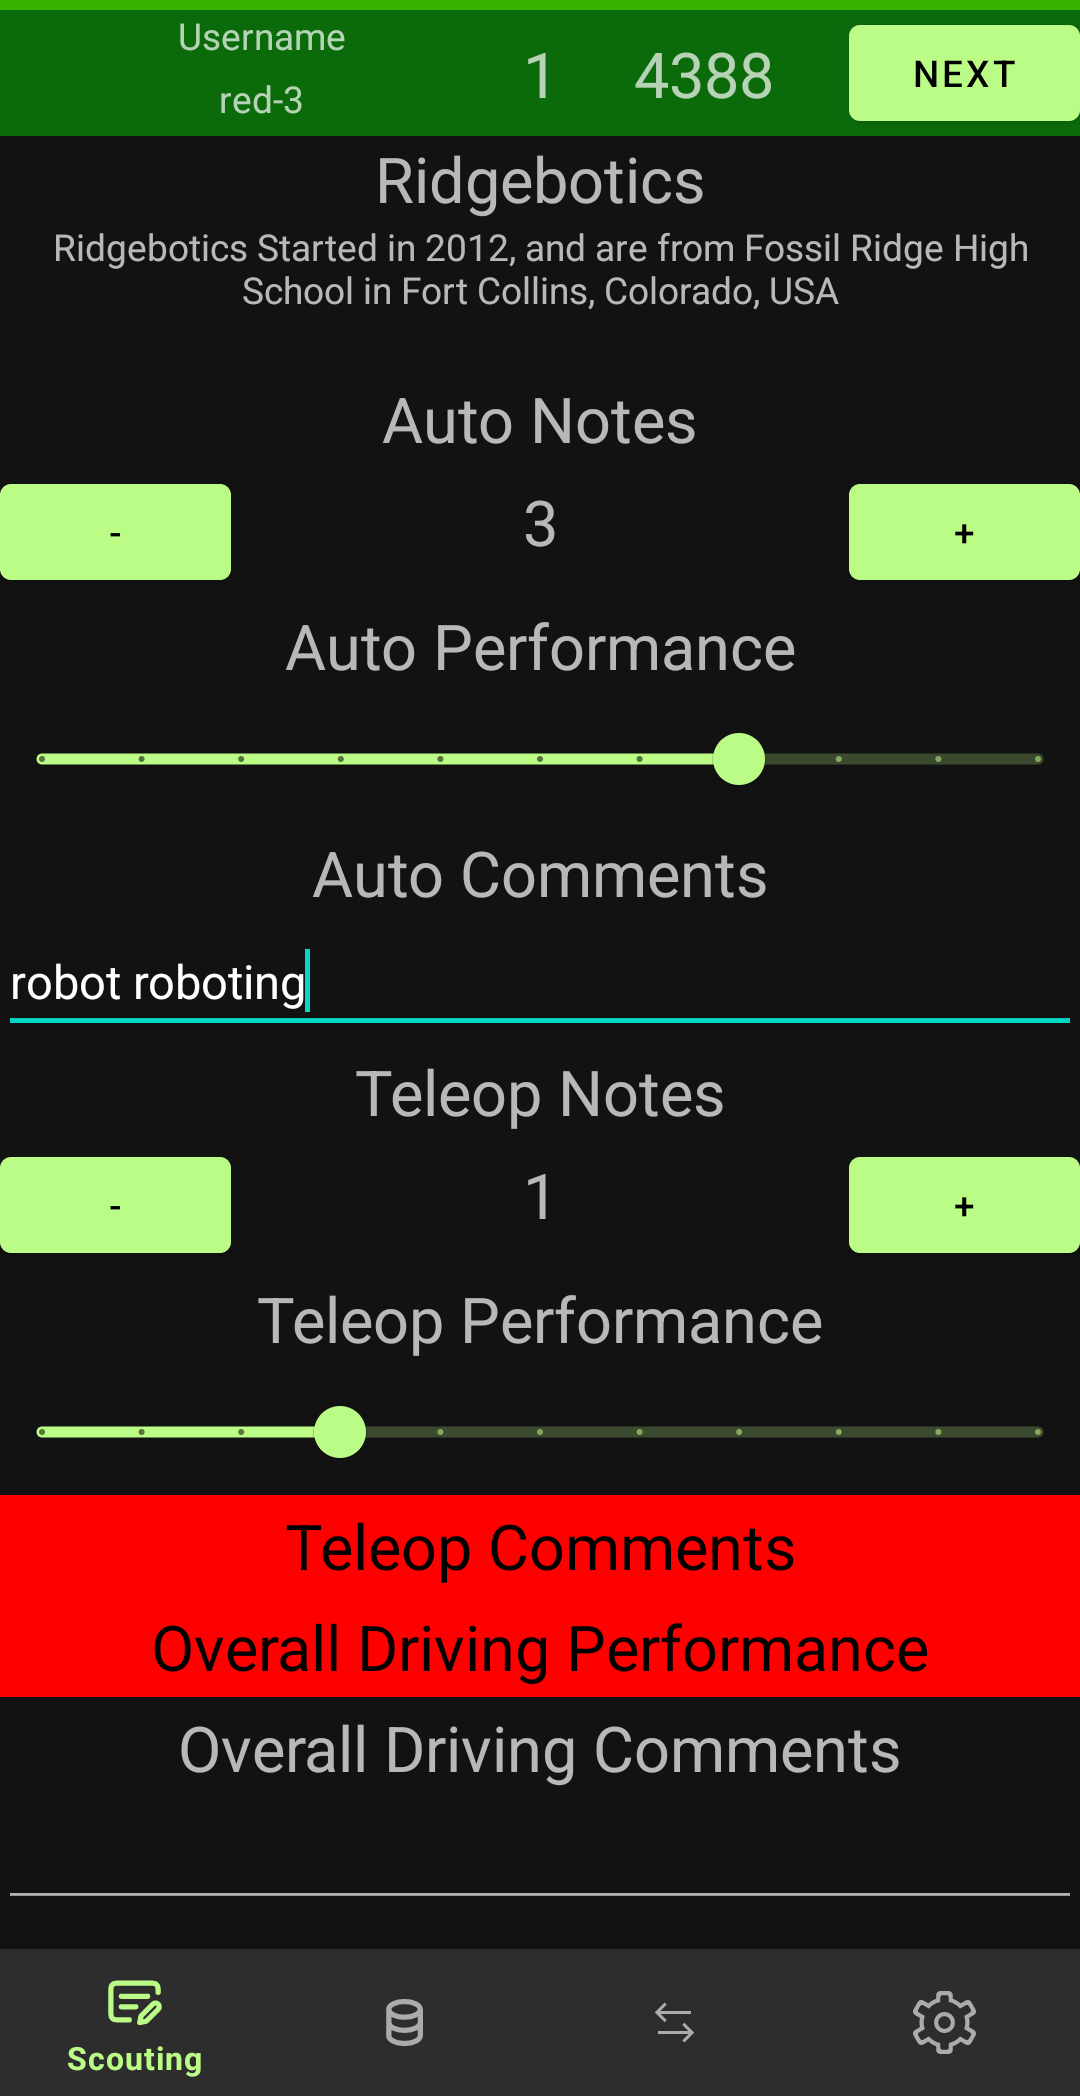 Username
red-3
1
4388
NEXT
Ridgebotics
Ridgebotics Started in 2012, and are from Fossil Ridge High
School in Fort Collins, Colorado, USA
Auto Notes
-
3
+
Auto Performance
Auto Comments
robot roboting
Teleop Notes
-
1
+
Teleop Performance
Teleop Comments
Overall Driving Performance
Overall Driving Comments
Scouting